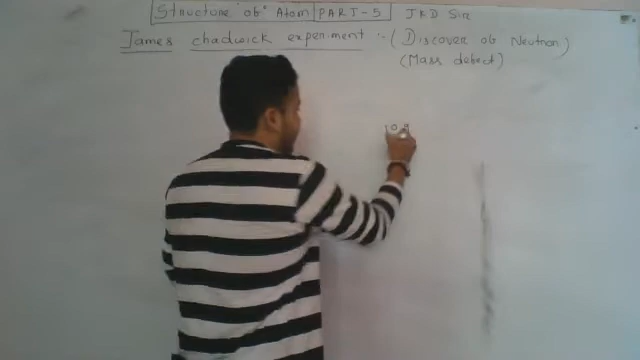 Structure of Atom PART-5 JKD Sir
James chadwick experiment :- (Discover of Neutron)
(Mass defect)